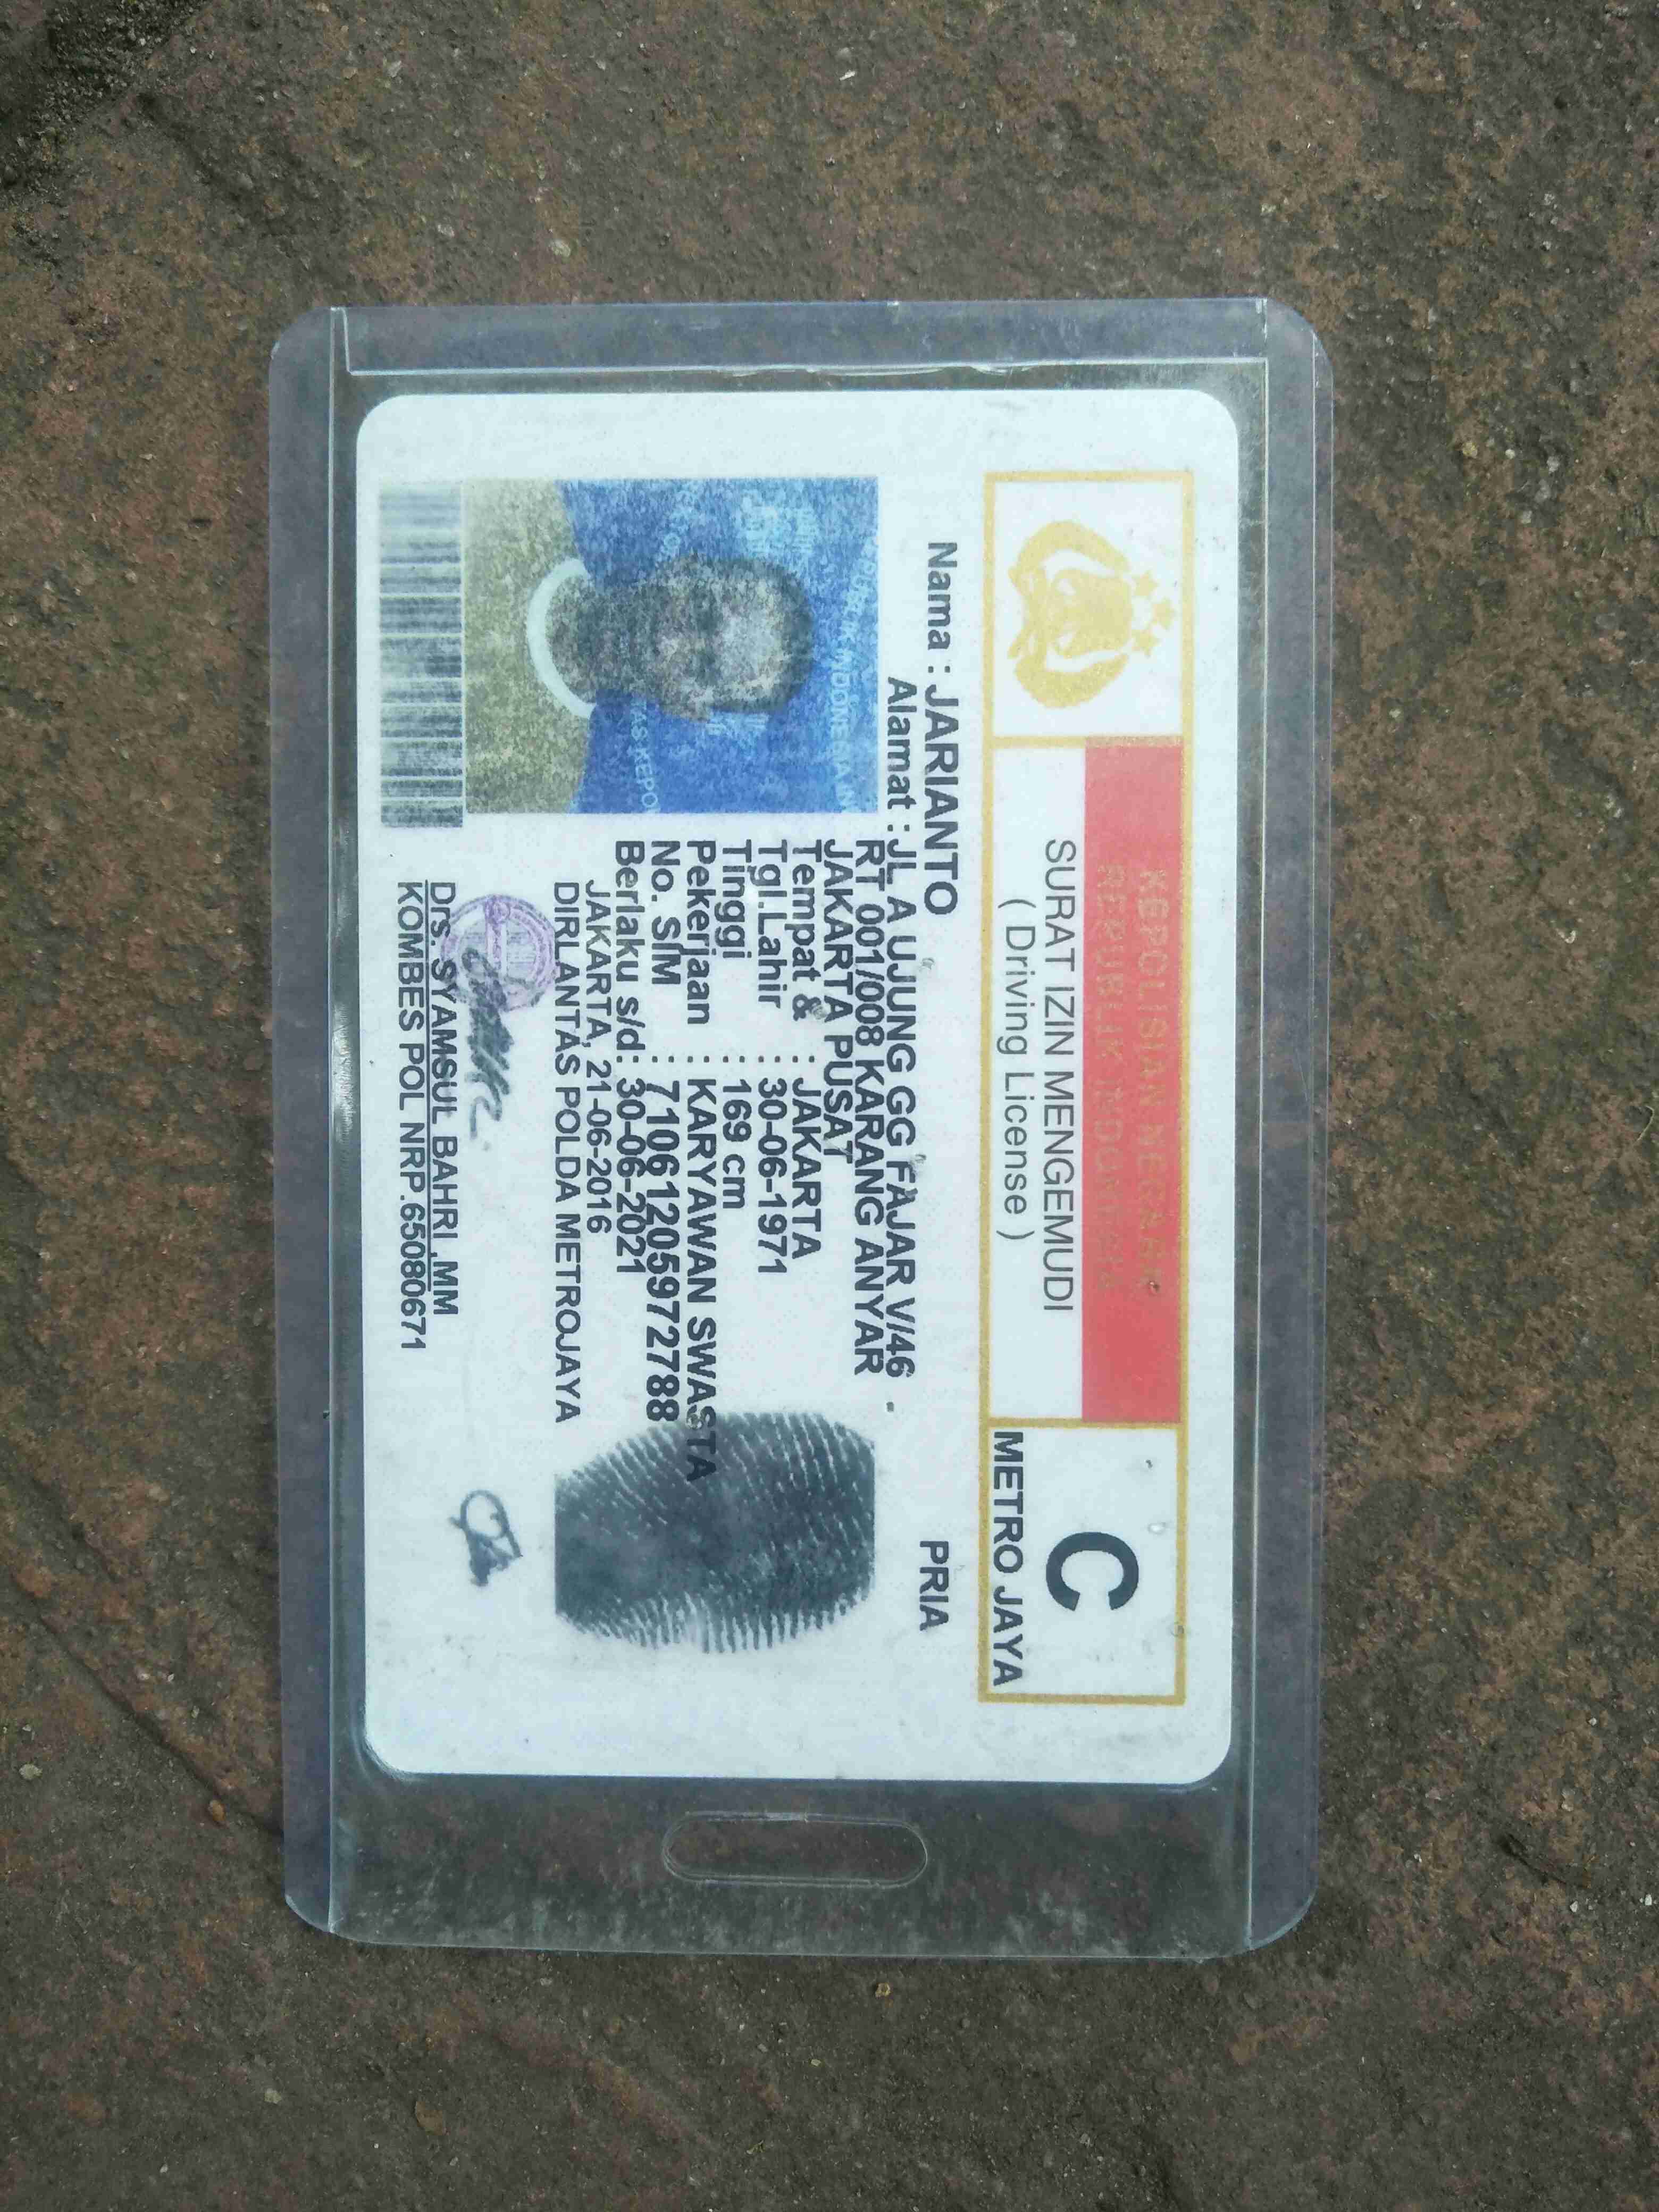 KEPOLISIAN NEGARA
REPUBLIK INDONESIA
SURAT IZIN MENGEMUDI
( Driving License )
C
METRO JAYA
Nama : JARIANTO
PRIA
Alamat : JL A UJUNG GG FAJAR V/46
RT 001/008 KARANG ANYAR
JAKARTA PUSAT
Tempat & : JAKARTA
Tgl.Lahir : 30-06-1971
Tinggi : 169 cm
Pekerjaan : KARYAWAN SWASTA
No. SIM : 710612059727​88
Berlaku s/d : 30-06-2021
JAKARTA, 21-06-2016
DIRLANTAS POLDA METROJAYA
Drs. SYAMSUL BAHRI ,MM
KOMBES POL NRP.65080671